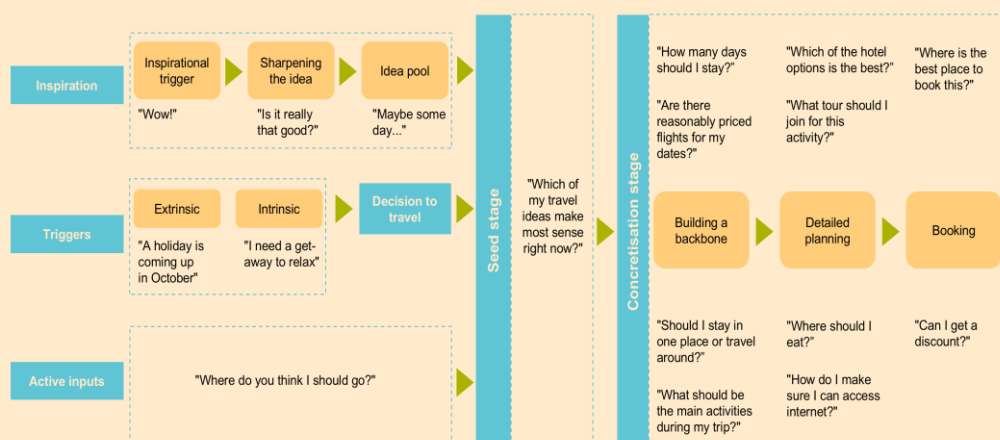 Inspiration
Inspirational
trigger
Sharpening
the idea
Idea pool
"Wow!"
"Is it really
that good?"
"Maybe some
day..."
Triggers
Extrinsic
Intrinsic
Decision to
travel
"A holiday is
coming up
in October"
"I need a get-
away to relax"
Active inputs
"Where do you think I should go?"
Seed stage
"Which of
my travel
ideas make
most sense
right now?"
Concretisation stage
"How many days
should I stay?"
"Which of the hotel
options is the best?"
"Where is the
best place to
book this?"
"Are there
reasonably priced
flights for my
dates?"
"What tour should I
join for this
activity?"
Building a
backbone
Detailed
planning
Booking
"Should I stay in
one place or travel
around?"
"Where should I
eat?"
"Can I get a
discount?"
"What should be
the main activities
during my trip?"
"How do I make
sure I can access
internet?"